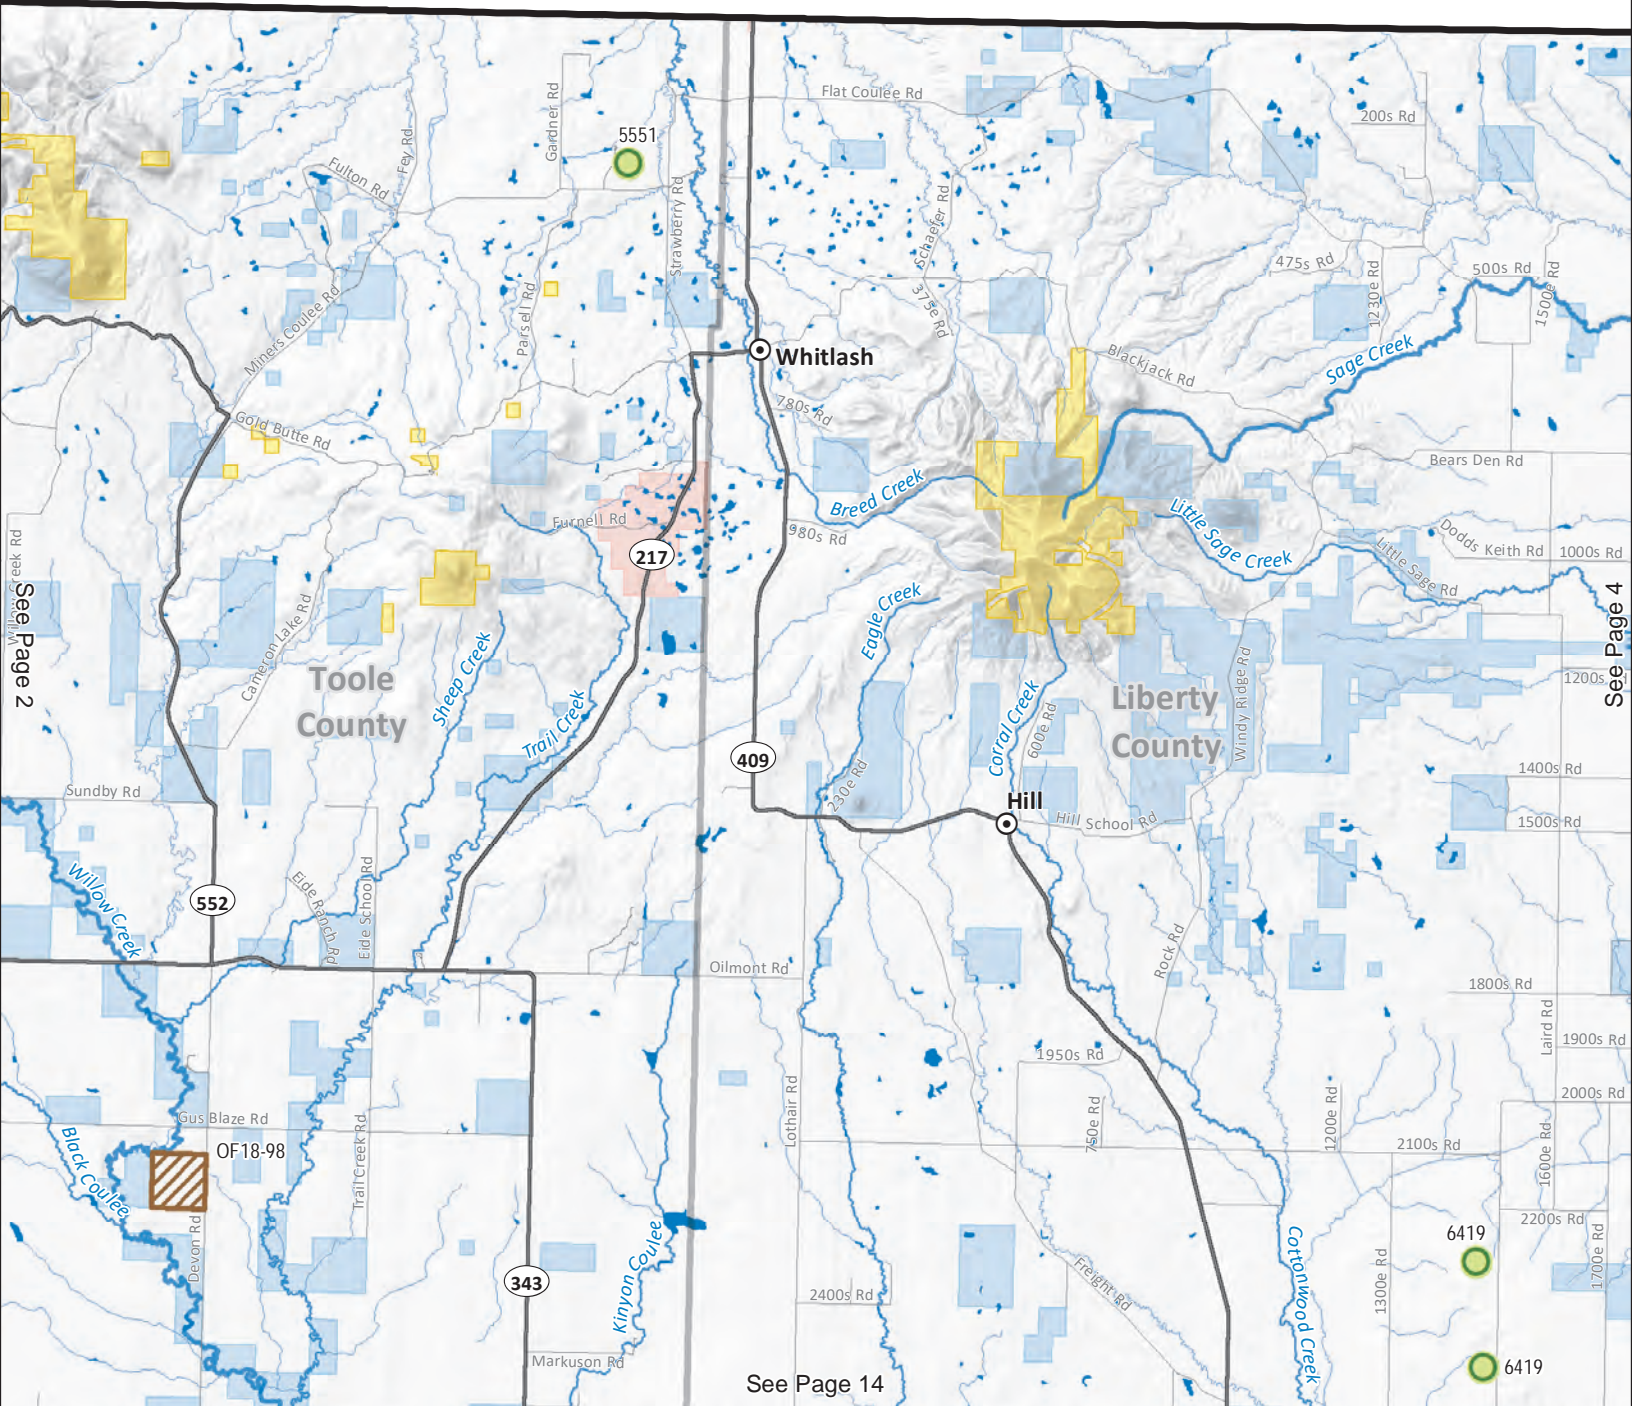 Flat Coulee Rd
200s Rd
Gardner Rd
5551
Fey Rd
Fulton Rd
Strawberry Rd
Schaefer Rd
475s Rd
500s Rd
1230e Rd
1500e Rd
375e Rd
Parsell Rd
Miners Coulee Rd
Whitlash
Blackjack Rd
Sage Creek
780s Rd
Gold Butte Rd
Bears Den Rd
Breed Creek
Furnell Rd
980s Rd
217
Little Sage Creek
Dodds
Keith Rd
1000s Rd
Little Sage Rd
See Page 2
See Page 4
Eagle Creek
Cameron Lake Rd
Sheep Creek
Toole
County
Trail Creek
Corral Creek
600e Rd
Liberty
County
Windy Ridge Rd
1200s
409
230e Rd
1400s Rd
Sundby Rd
Hill
Hill School Rd
1500s Rd
Willow Creek
552
Eide Ranch Rd
Eide School Rd
Rock Rd
Oilmont Rd
1800s Rd
Laird Rd
1900s Rd
1950s Rd
2000s Rd
Gus Blaze Rd
Lothair Rd
750e Rd
1200e Rd
2100s Rd
1600e Rd
Black Coulee
OF18-98
Trail Creek Rd
Devon Rd
2200s Rd
1700e Rd
6419
Kinyon Coulee
Cottonwood Creek
1300e Rd
343
Freight Rd
2400s Rd
Markuson Rd
6419
See Page 14